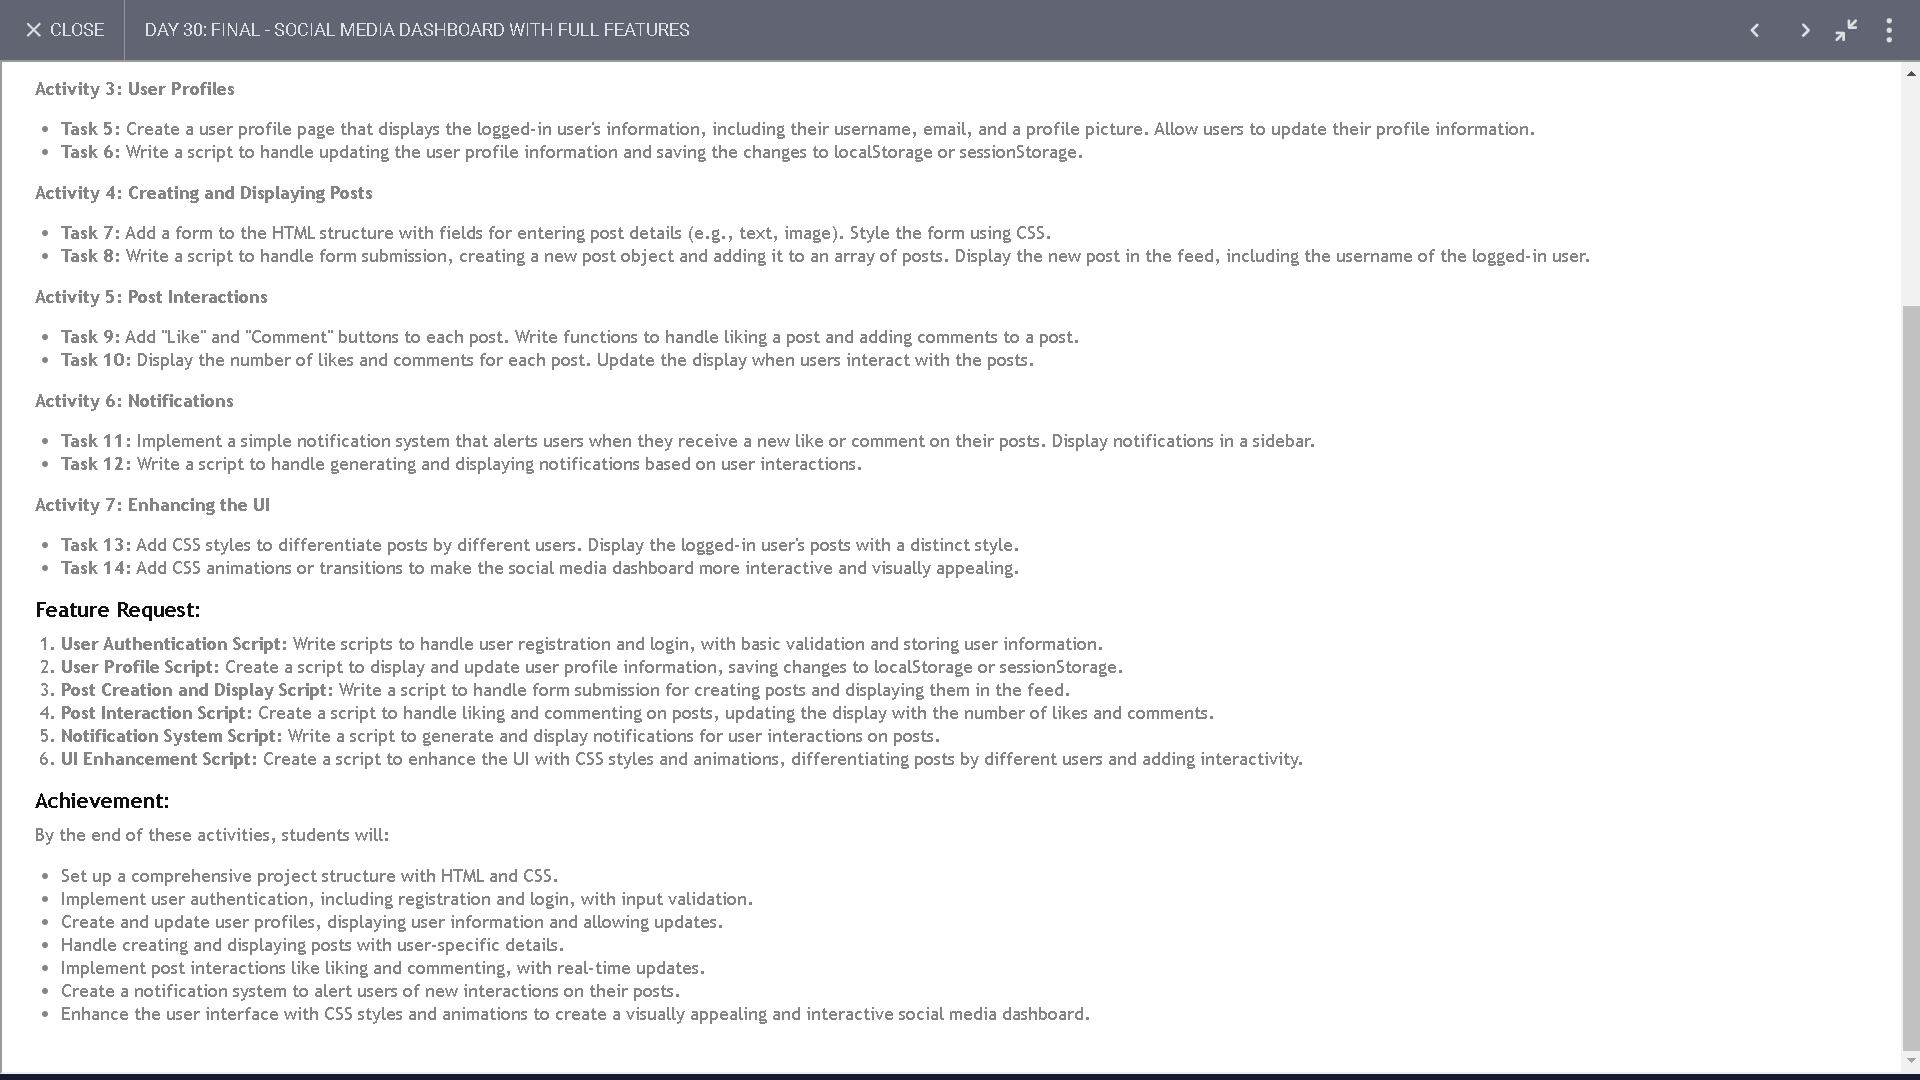 CLOSE
DAY 30: FINAL - SOCIAL MEDIA DASHBOARD WITH FULL FEATURES
Activity 3: User Profiles
• Task 5: Create a user profile page that displays the logged-in user's information, including their username, email, and a profile picture. Allow users to update their profile information.
• Task 6: Write a script to handle updating the user profile information and saving the changes to localStorage or sessionStorage.
Activity 4: Creating and Displaying Posts
• Task 7: Add a form to the HTML structure with fields for entering post details (e.g., text, image). Style the form using CSS.
• Task 8: Write a script to handle form submission, creating a new post object and adding it to an array of posts. Display the new post in the feed, including the username of the logged-in user.
Activity 5: Post Interactions
• Task 9: Add "Like" and "Comment" buttons to each post. Write functions to handle liking a post and adding comments to a post.
• Task 10: Display the number of likes and comments for each post. Update the display when users interact with the posts.
Activity 6: Notifications
• Task 11: Implement a simple notification system that alerts users when they receive a new like or comment on their posts. Display notifications in a sidebar.
• Task 12: Write a script to handle generating and displaying notifications based on user interactions.
Activity 7: Enhancing the UI
• Task 13: Add CSS styles to differentiate posts by different users. Display the logged-in user's posts with a distinct style.
• Task 14: Add CSS animations or transitions to make the social media dashboard more interactive and visually appealing.
Feature Request:
1. User Authentication Script: Write scripts to handle user registration and login, with basic validation and storing user information.
2. User Profile Script: Create a script to display and update user profile information, saving changes to localStorage or sessionStorage.
3. Post Creation and Display Script: Write a script to handle form submission for creating posts and displaying them in the feed.
4. Post Interaction Script: Create a script to handle liking and commenting on posts, updating the display with the number of likes and comments.
5. Notification System Script: Write a script to generate and display notifications for user interactions on posts.
6. UI Enhancement Script: Create a script to enhance the UI with CSS styles and animations, differentiating posts by different users and adding interactivity.
Achievement:
By the end of these activities, students will:
• Set up a comprehensive project structure with HTML and CSS.
• Implement user authentication, including registration and login, with input validation.
• Create and update user profiles, displaying user information and allowing updates.
• Handle creating and displaying posts with user-specific details.
• Implement post interactions like liking and commenting, with real-time updates.
• Create a notification system to alert users of new interactions on their posts.
• Enhance the user interface with CSS styles and animations to create a visually appealing and interactive social media dashboard.